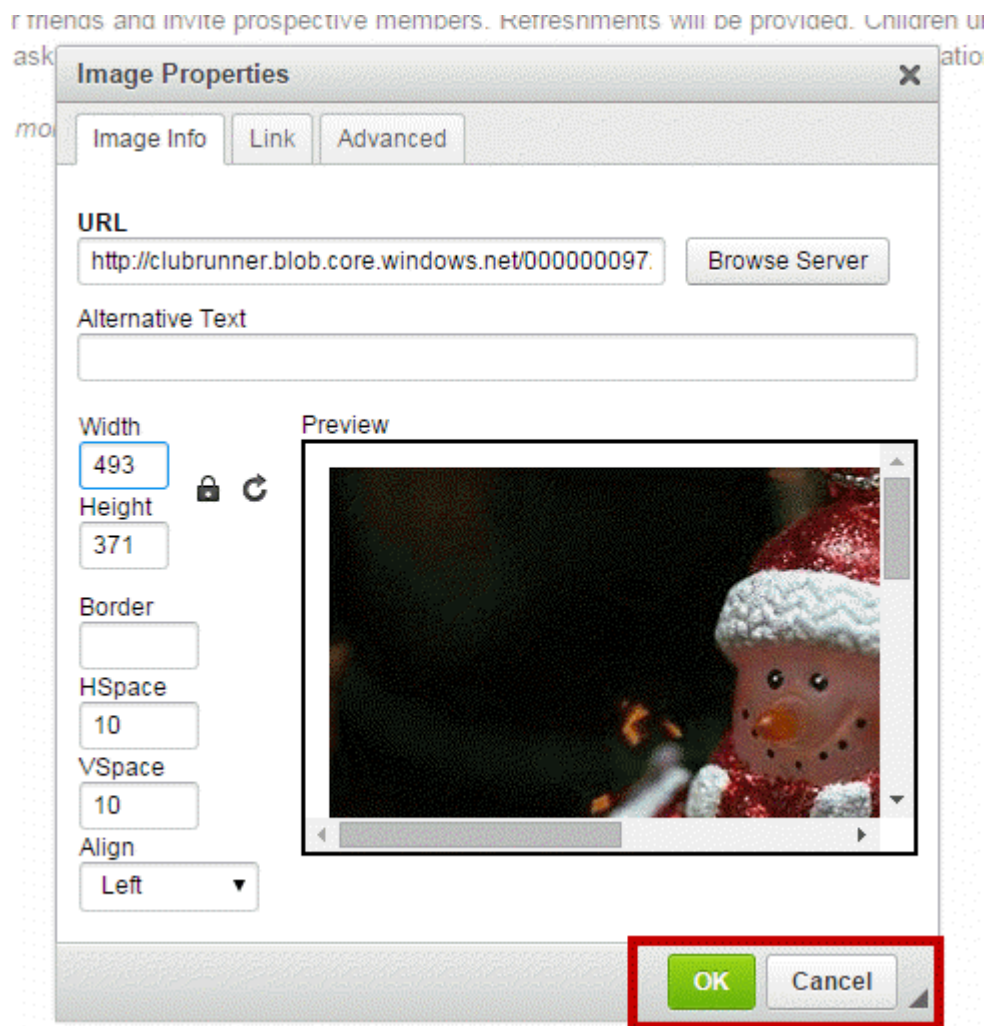 r friends and invite prospective members. Refreshments will be provided. Children
ask
Image Properties
mo
Image Info Link Advanced
URL
http://clubrunner.blob.core.windows.net/000000097
Browse Server
Alternative Text
Width
Preview
493
Height
371
Border
HSpace
10
VSpace
10
Align
Left
OK Cancel